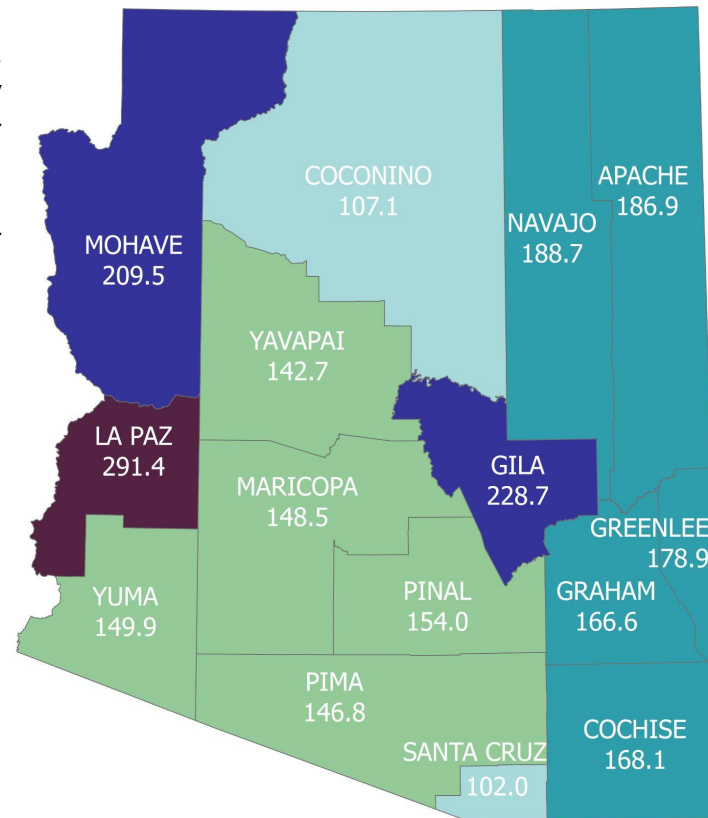 COCONINO
107.1
APACHE
186.9
NAVAJO
188.7
MOHAVE
209.5
YAVAPAI
142.7
LA PAZ
291.4
GILA
228.7
MARICOPA
148.5
GREENLEE
178.9
YUMA
149.9
PINAL
154.0
GRAHAM
166.6
PIMA
146.8
COCHISE
168.1
SANTA CRUZ
102.0